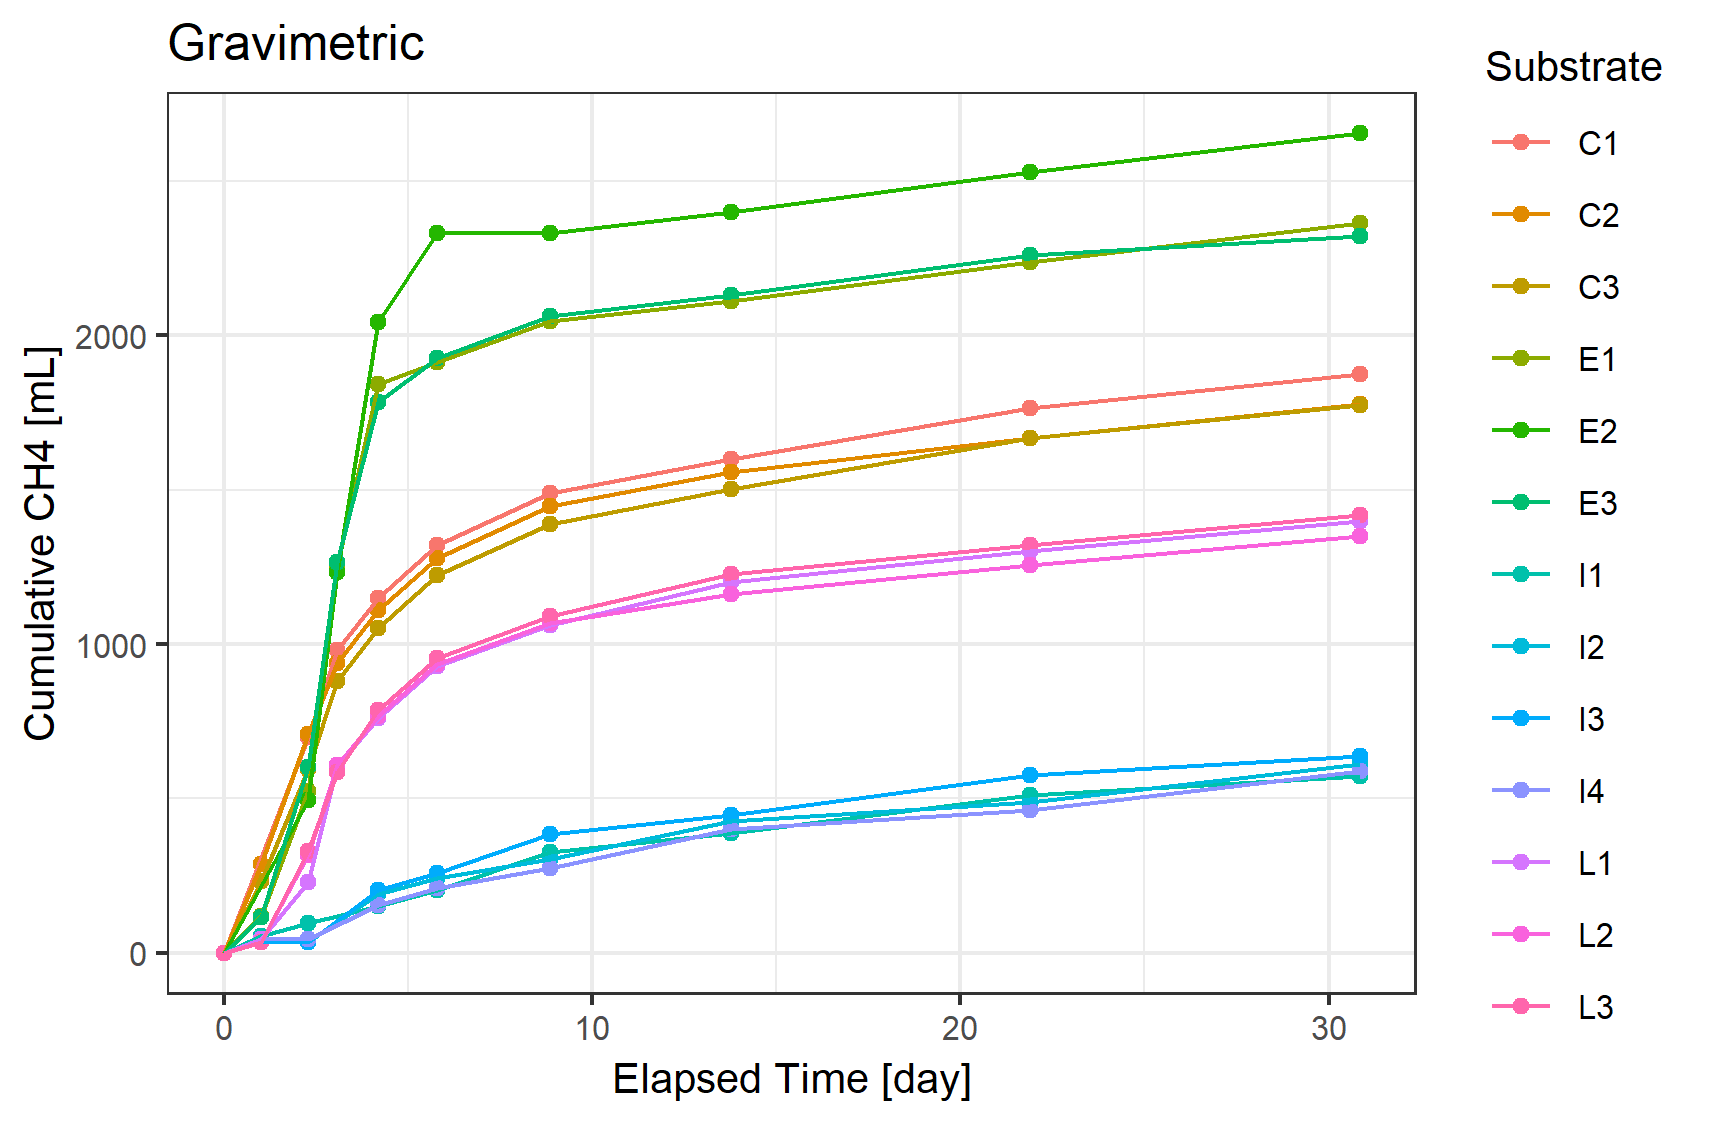 Gravimetric
Cumulative CH4 [mL]
2000
1000
0
0 10 20 30
Elapsed Time [day]
Substrate
C1
C2
C3
E1
E2
E3
I1
I2
I3
I4
L1
L2
L3